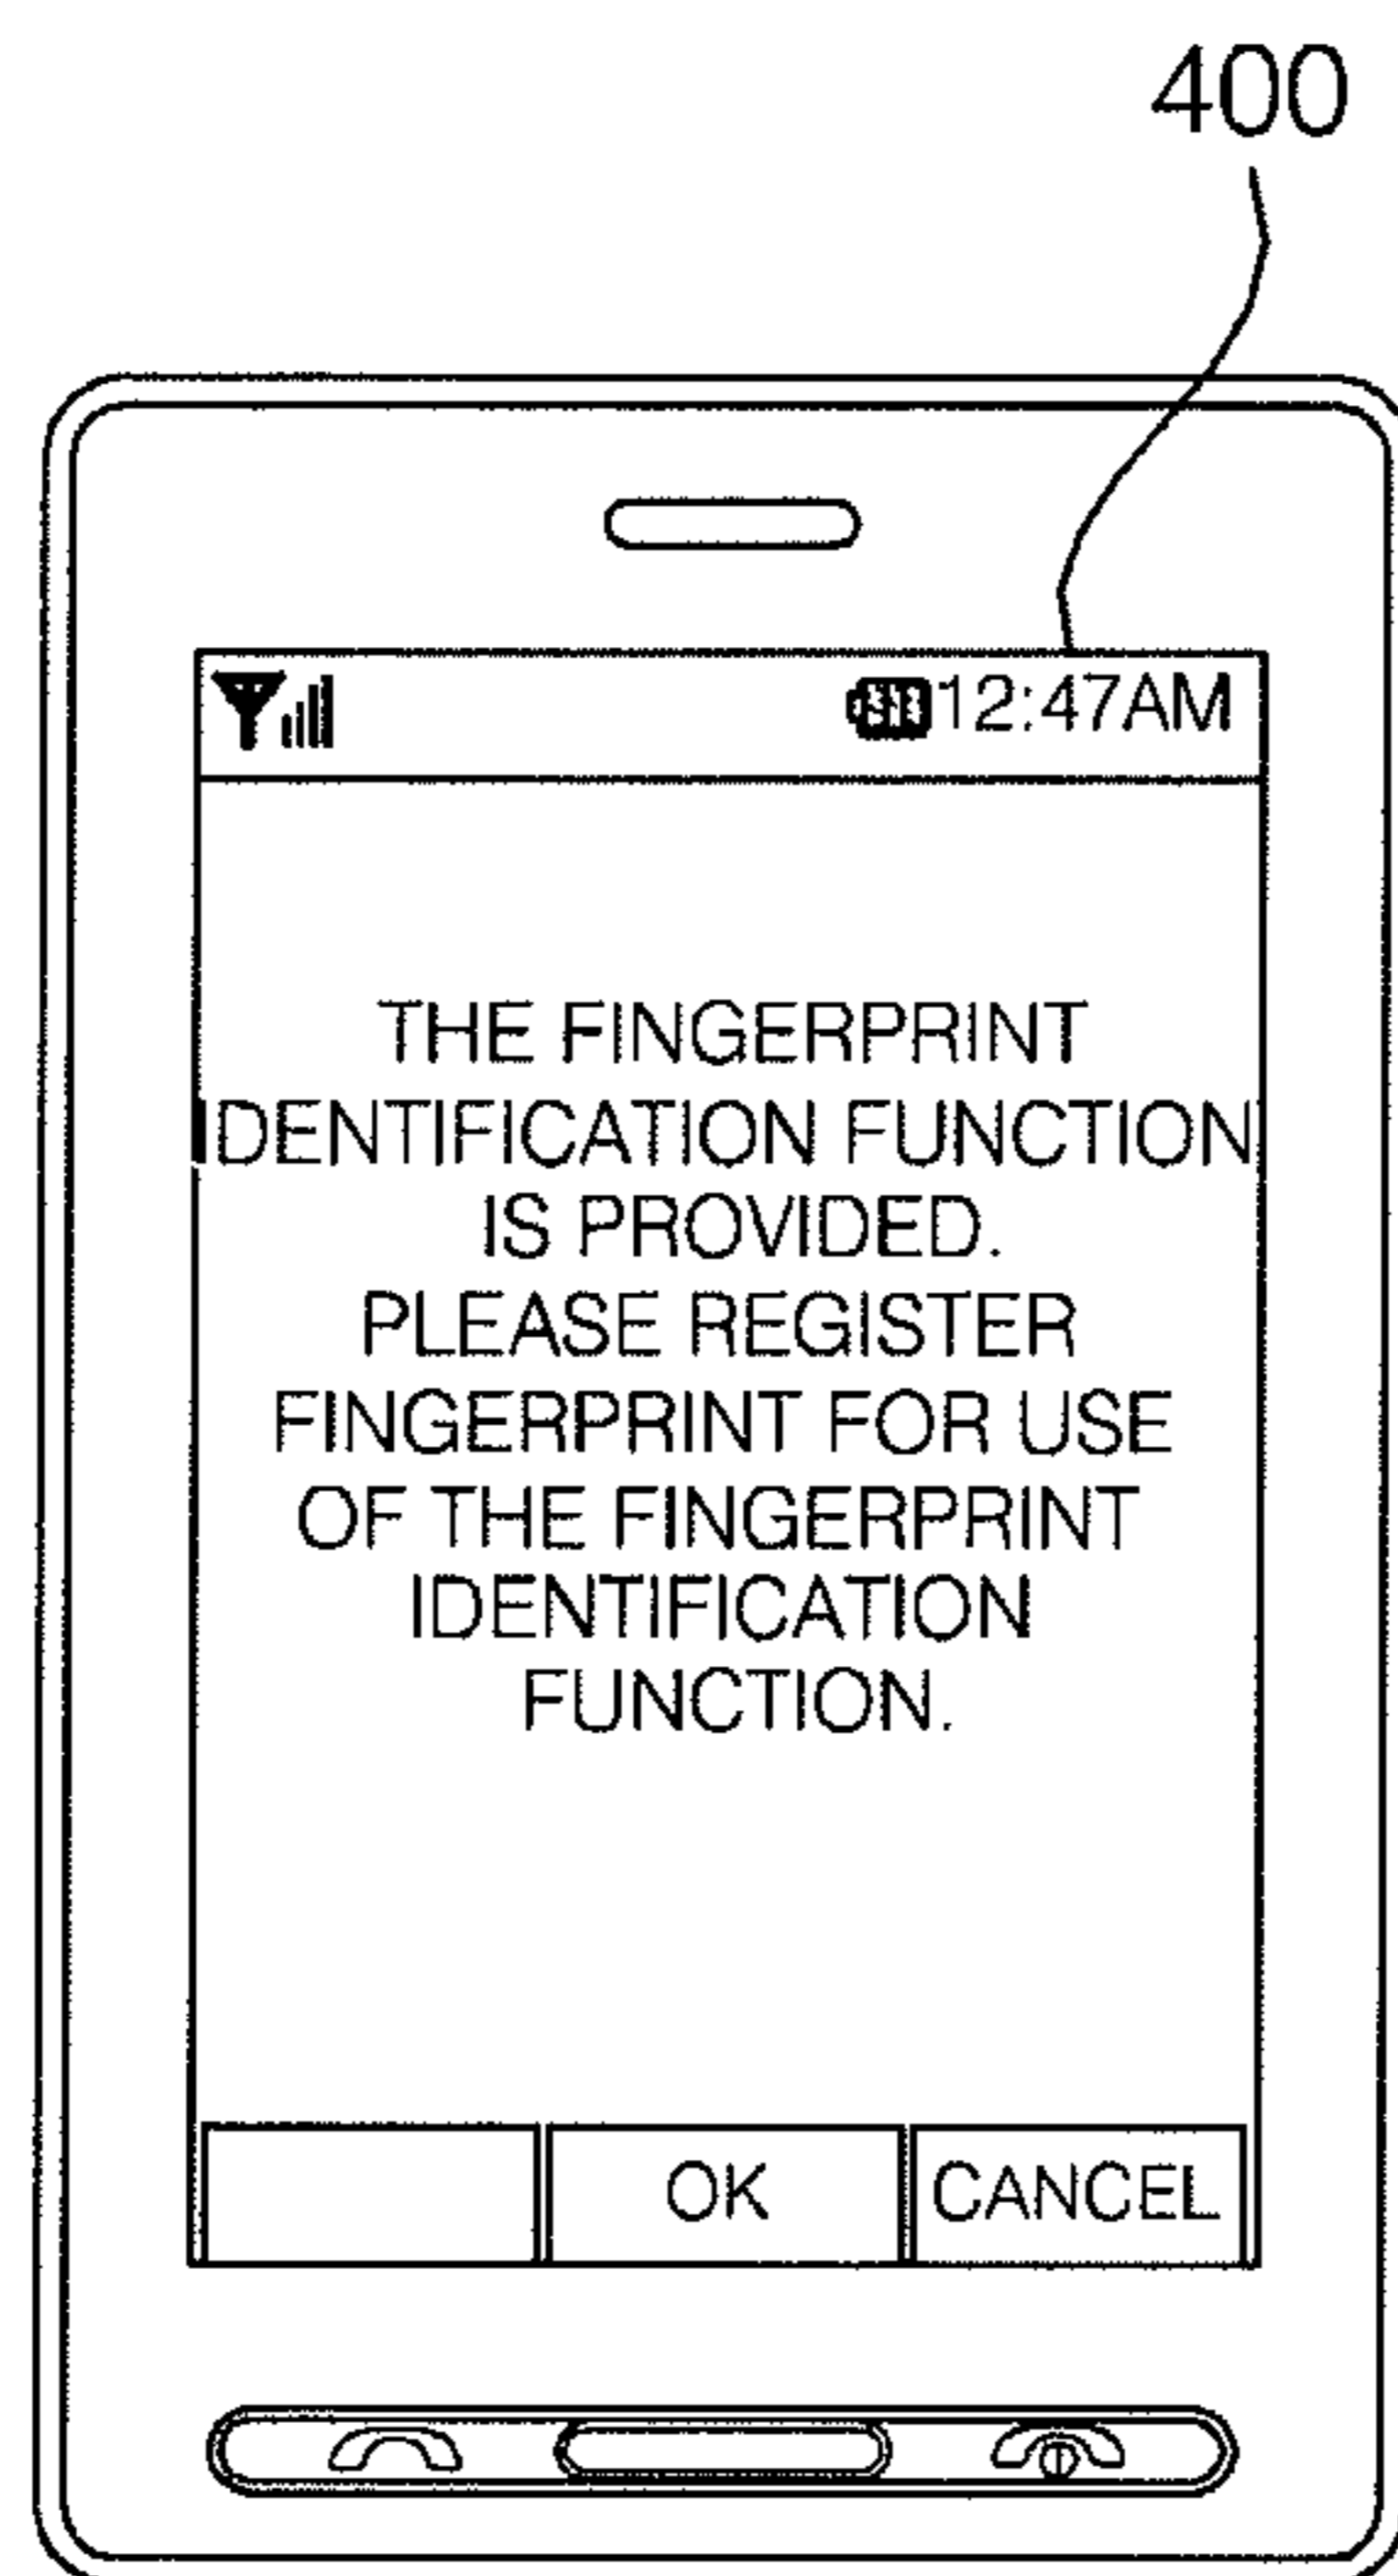 400
12:47AM
THE FINGERPRINT
IDENTIFICATION FUNCTION
IS PROVIDED.
PLEASE REGISTER
FINGERPRINT FOR USE
OF THE FINGERPRINT
IDENTIFICATION
FUNCTION.
OK CANCEL